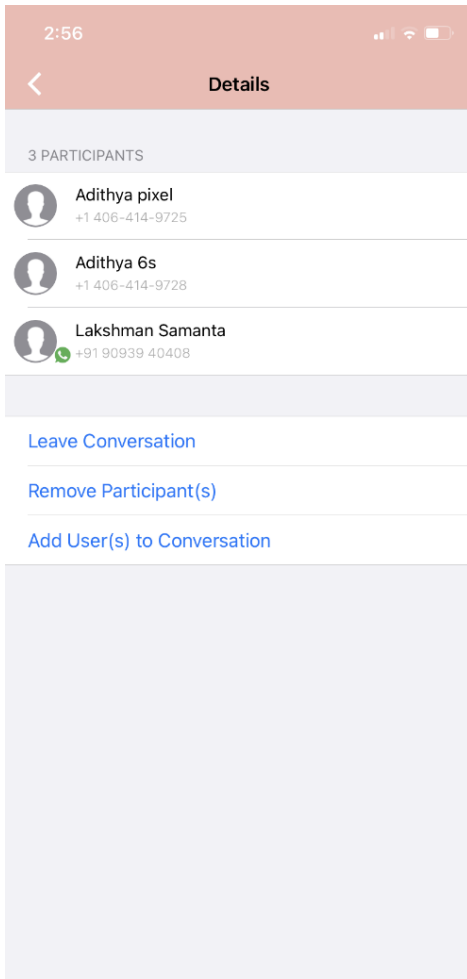 2:56
Details
3 PARTICIPANTS
Adithya pixel
+1 406-414-9725
Adithya 6s
+1 406-414-9728
Lakshman Samanta
+91 90939 40408
Leave Conversation
Remove Participant(s)
Add User(s) to Conversation